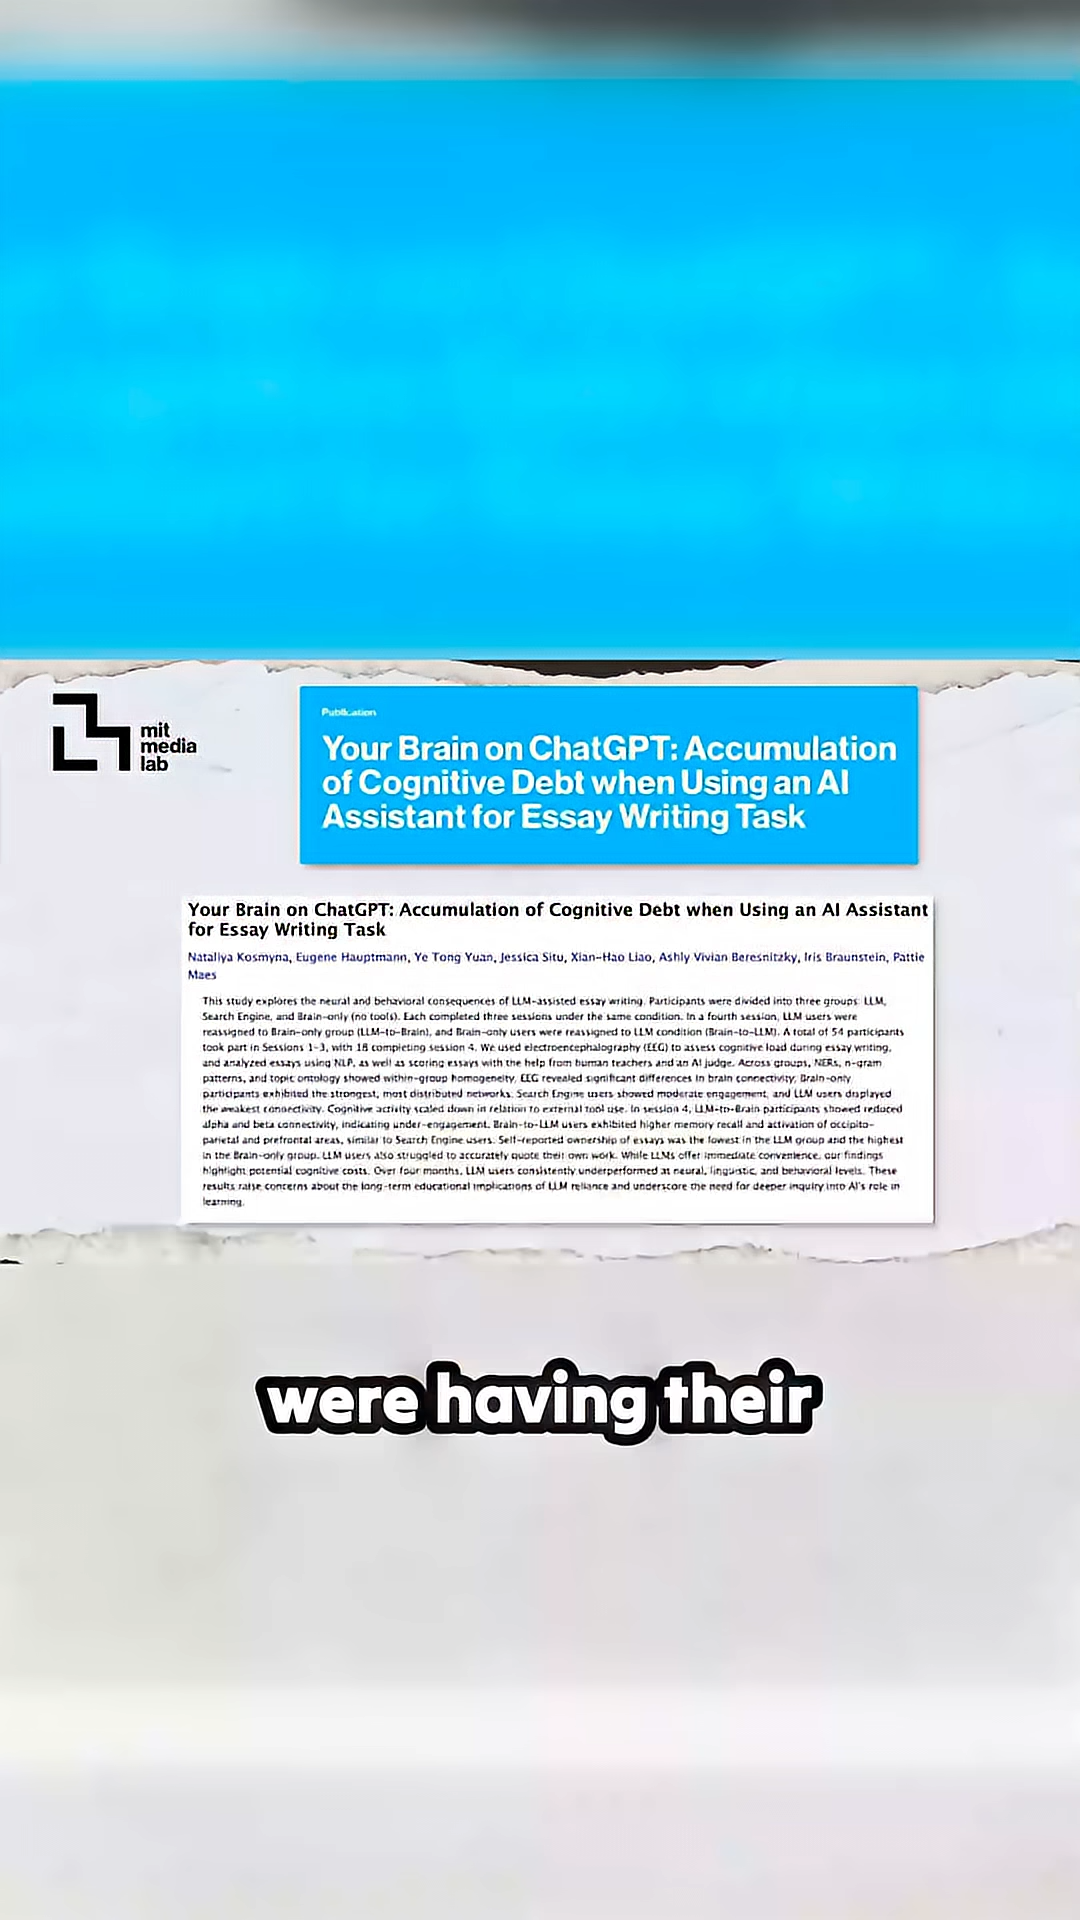 mit
media
lab
Publication
Your Brain on ChatGPT: Accumulation
of Cognitive Debt when Using an AI
Assistant for Essay Writing Task
Your Brain on ChatGPT: Accumulation of Cognitive Debt when Using an AI Assistant
for Essay Writing Task
Nataliya Kosmyna, Eugene Hauptmann, Ye Tong Yuan, Jessica Situ, Xian-Hao Liao, Ashly Vivian Beresnitzky, Iris Braunstein, Pattie
Maes
This study explores the neural and behavioral consequences of LLM-assisted essay writing. Participants were divided into three groups: LLM,
Search Engine, and Brain-only (no tools). Each completed three sessions under the same condition. In a fourth session, LLM users were
reassigned to Brain-only group (LLM-to-Brain), and Brain-only users were reassigned to LLM condition (Brain-to-LLM). A total of 54 participants
took part in Sessions 1-3, with 18 completing session 4. We used electroencephalography (EEG) to assess cognitive load during essay writing,
and analyzed essays using NLP, as well as scoring essays with the help from human teachers and an AI judge. Across groups, NERs, n-gram
patterns, and topic ontology showed within-group homogeneity. EEG revealed significant differences in brain connectivity: Brain-only
participants exhibited the strongest, most distributed networks; Search Engine users showed moderate engagement; and LLM users displayed
the weakest connectivity. Cognitive activity scaled down in relation to external tool use. In session 4, LLM-to-Brain participants showed reduced
alpha and beta connectivity, indicating under-engagement. Brain-to-LLM users exhibited higher memory recall and activation of occipito-
parietal and prefrontal areas, similar to Search Engine users. Self-reported ownership of essays was the lowest in the LLM group and the highest
in the Brain-only group. LLM users also struggled to accurately quote their own work. While LLMs offer immediate convenience, our findings
highlight potential cognitive costs. Over four months, LLM users consistently underperformed at neural, linguistic, and behavioral levels. These
results raise concerns about the long-term educational implications of LLM reliance and underscore the need for deeper inquiry into AI's role in
learning.
were having their